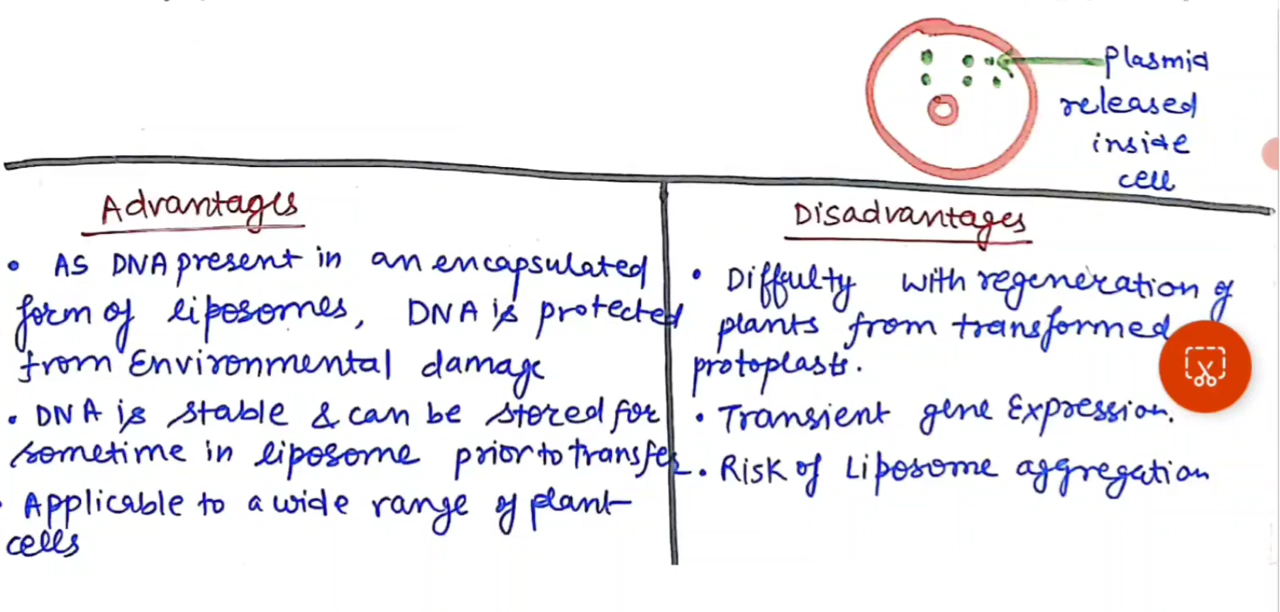 Plasmid
released
inside
cell
Advantages
• As DNA present in an encapsulated
form of liposomes, DNA is protected
from Environmental damage
• DNA is stable & can be stored for
sometime in liposome prior to transfer
• Applicable to a wide range of plant
cells
Disadvantages
• Diffulty with regeneration of
plants from transformed
protoplasts.
• Transient gene Expression.
• Risk of Liposome aggregation